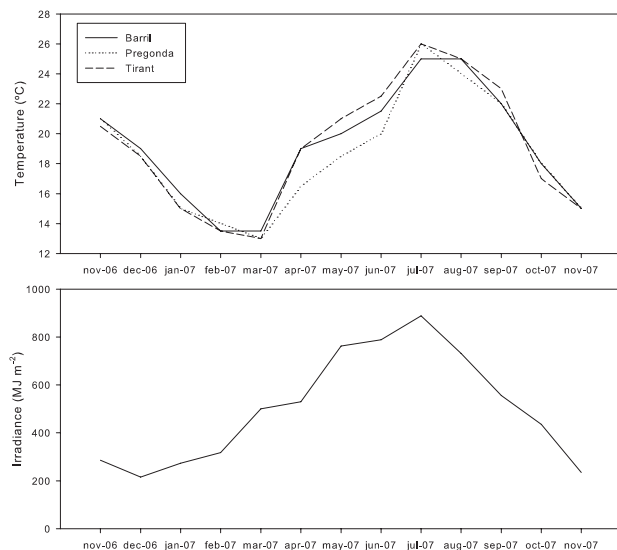 28
26
24
22
20
18
16
14
12
Temperature (ºC)
Barril
Pregonda
Tirant
nov-06 dec-06 jan-07 feb-07 mar-07 apr-07 may-07 jun-07 jul-07 aug-07 sep-07 oct-07 nov-07
1000
800
600
400
200
0
Irradiance (MJ m⁻²)
nov-06 dec-06 jan-07 feb-07 mar-07 apr-07 may-07 jun-07 jul-07 aug-07 sep-07 oct-07 nov-07